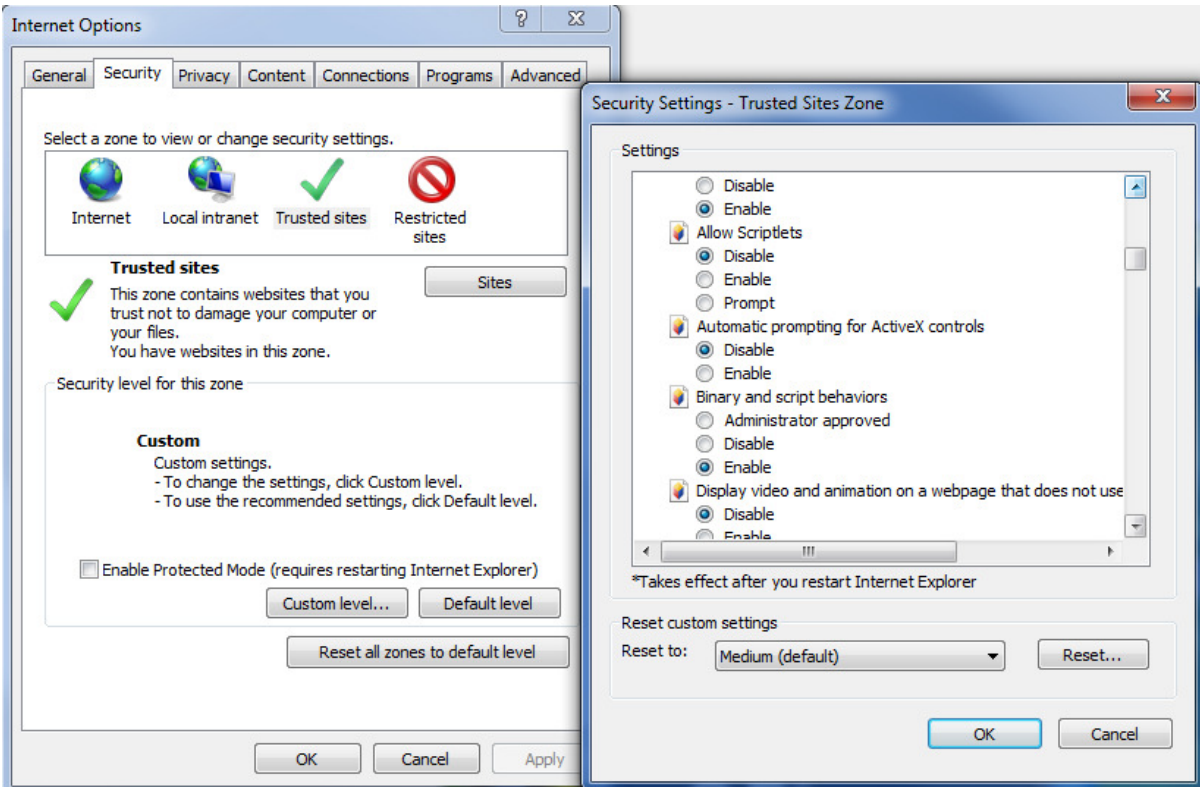 Internet Options
General Security Privacy Content Connections Programs Advanced
Select a zone to view or change security settings.
Internet
Local intranet
Trusted sites
Restricted
sites
Trusted sites
Sites
This zone contains websites that you
trust not to damage your computer or
your files.
You have websites in this zone.
Security level for this zone
Custom
Custom settings.
- To change the settings, click Custom level.
- To use the recommended settings, click Default level.
Enable Protected Mode (requires restarting Internet Explorer)
Custom level...
Default level
Reset all zones to default level
OK
Cancel
Apply
Security Settings - Trusted Sites Zone
Settings
Disable
Enable
Allow Scriptlets
Disable
Enable
Prompt
Automatic prompting for ActiveX controls
Disable
Enable
Binary and script behaviors
Administrator approved
Disable
Enable
Display video and animation on a webpage that does not use
Disable
Enable
*Takes effect after you restart Internet Explorer
Reset custom settings
Reset to:
Medium (default)
Reset...
OK
Cancel